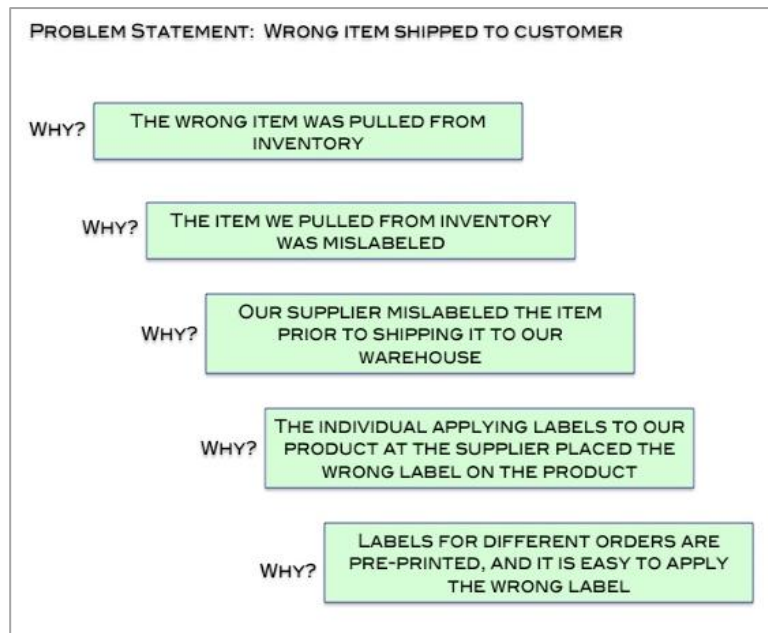 Problem Statement: Wrong item shipped to customer
Why?
The wrong item was pulled from
inventory
Why?
The item we pulled from inventory
was mislabeled
Why?
Our supplier mislabeled the item
prior to shipping it to our
warehouse
Why?
The individual applying labels to our
product at the supplier placed the
wrong label on the product
Why?
Labels for different orders are
pre-printed, and it is easy to apply
the wrong label